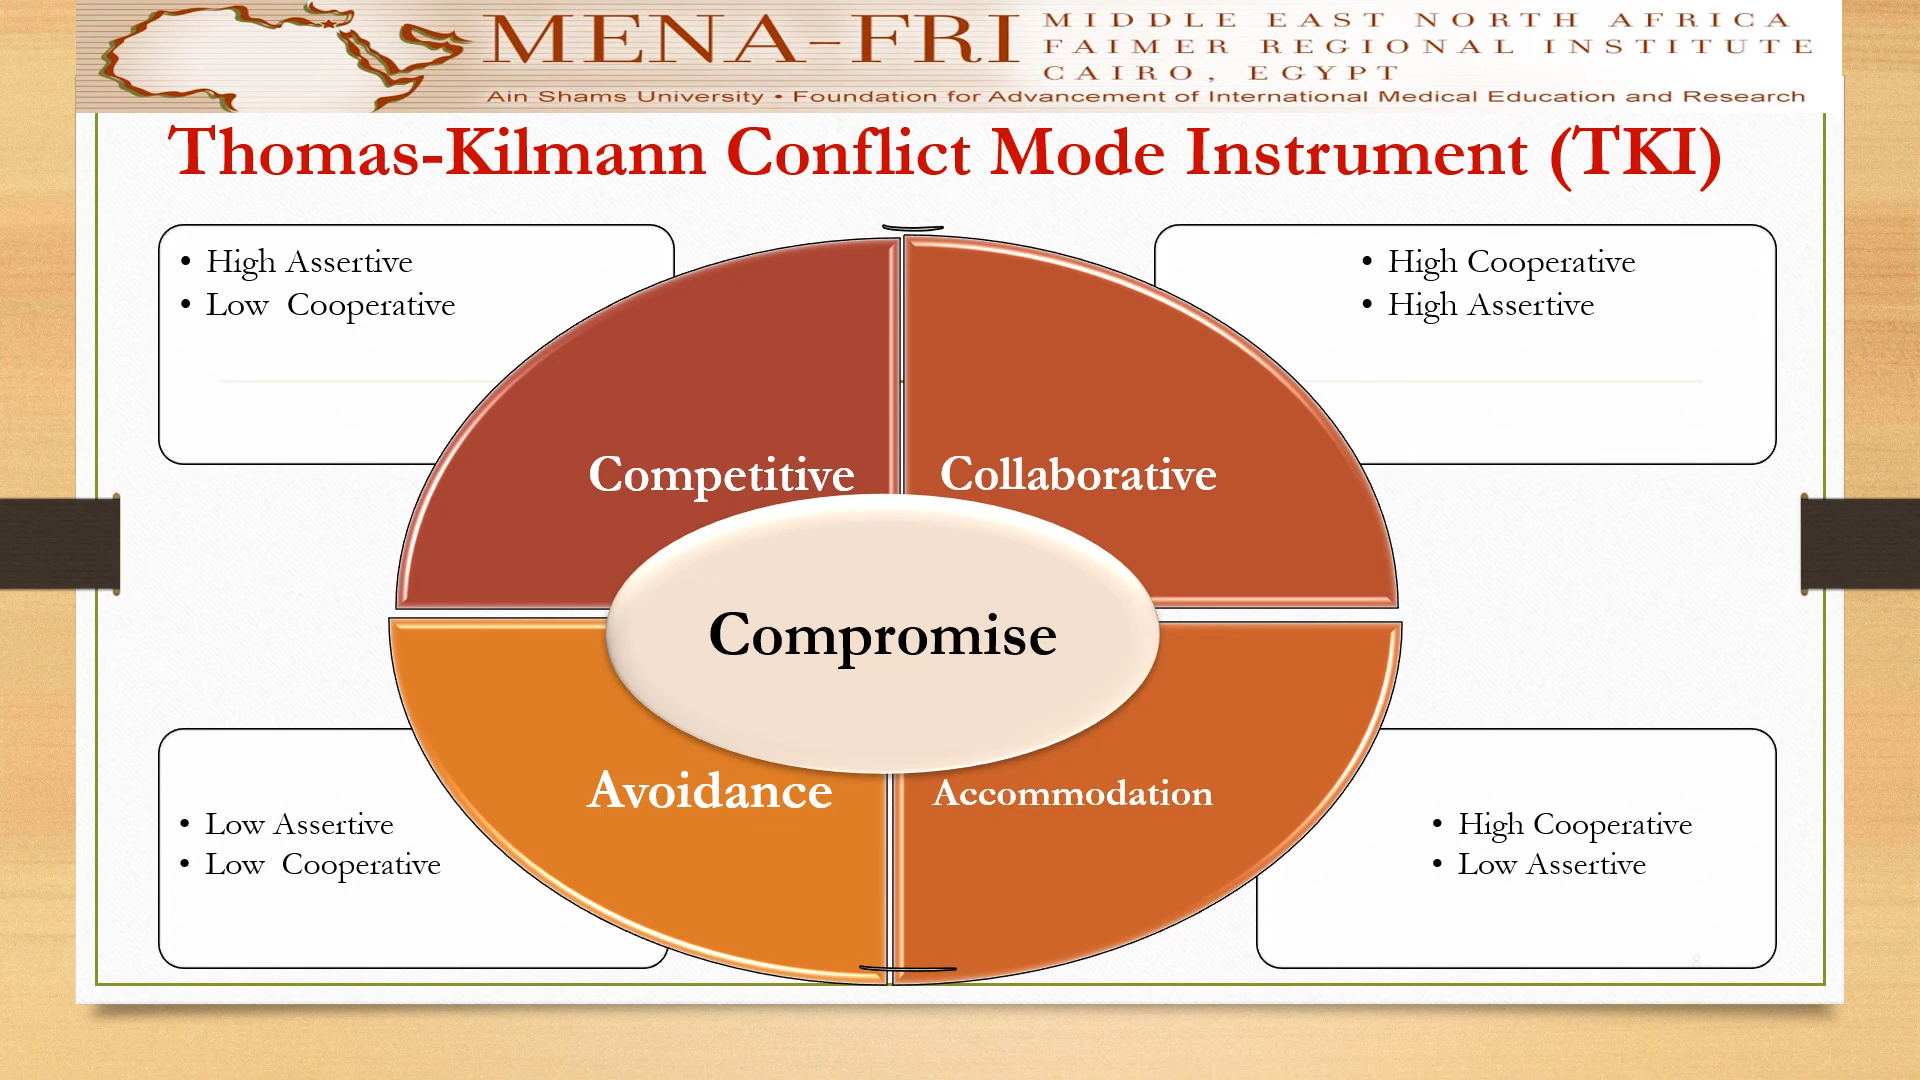 MENA-FRI
MIDDLE EAST NORTH AFRICA
FAIMER REGIONAL INSTITUTE
CAIRO, EGYPT
Ain Shams University • Foundation for Advancement of International Medical Education and Research
Thomas-Kilmann Conflict Mode Instrument (TKI)
• High Assertive
• Low Cooperative
• High Cooperative
• High Assertive
Competitive
Collaborative
Compromise
Avoidance
Accommodation
• Low Assertive
• Low Cooperative
• High Cooperative
• Low Assertive
8